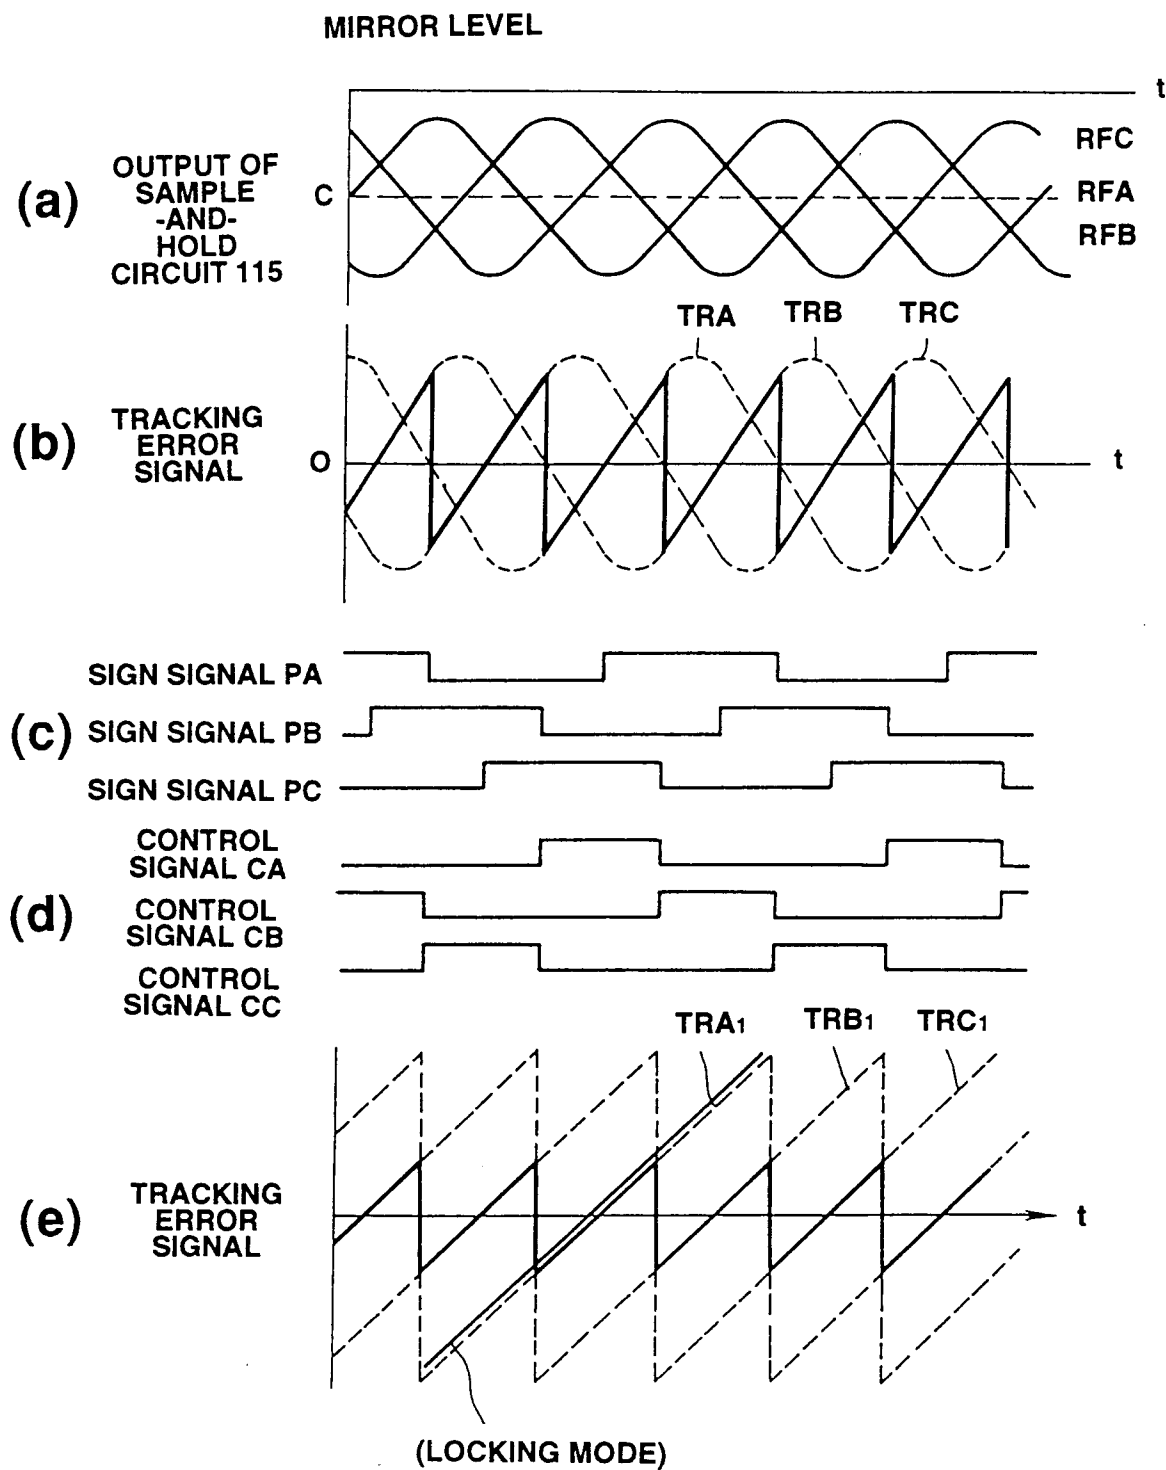 MIRROR LEVEL
t
(a)
OUTPUT OF
SAMPLE
-AND-
HOLD
CIRCUIT 115
C
RFC
RFA
RFB
TRA
TRB
TRC
(b)
TRACKING
ERROR
SIGNAL
O
t
(c)
SIGN SIGNAL PA
SIGN SIGNAL PB
SIGN SIGNAL PC
(d)
CONTROL
SIGNAL CA
CONTROL
SIGNAL CB
CONTROL
SIGNAL CC
TRA1
TRB1
TRC1
(e)
TRACKING
ERROR
SIGNAL
t
(LOCKING MODE)